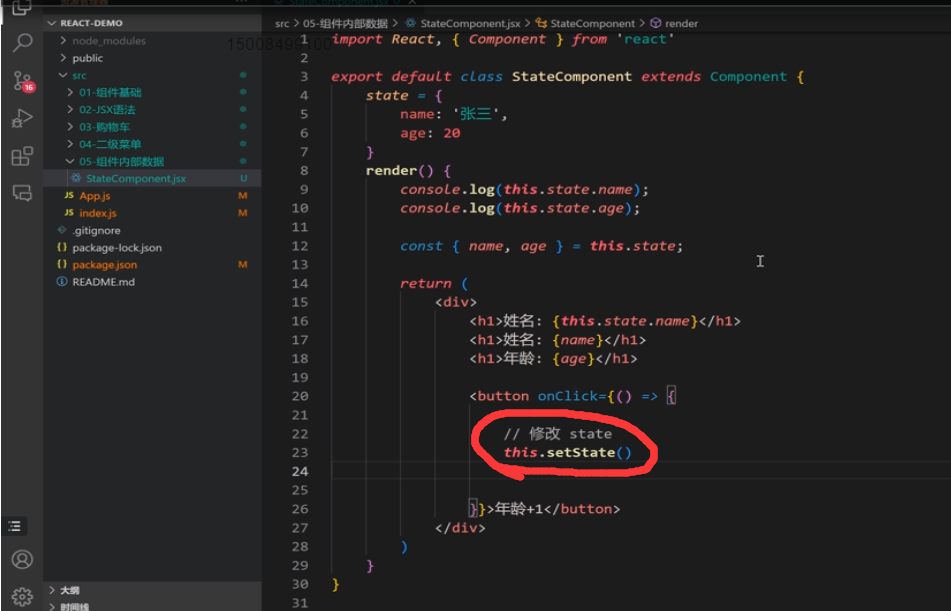 REACT-DEMO
node_modules
public
src
01-组件基础
02-JSX语法
03-购物车
04-二级菜单
05-组件内部数据
StateComponent.jsx U
App.js M
index.js M
.gitignore
package-lock.json
package.json M
README.md
大纲
时间线
16
src > 05-组件内部数据 > StateComponent.jsx > StateComponent > render
1 import React, { Component } from 'react'
2
3 export default class StateComponent extends Component {
4 state = {
5 name: '张三',
6 age: 20
7 }
8 render() {
9 console.log(this.state.name);
10 console.log(this.state.age);
11
12 const { name, age } = this.state;
13
14 return (
15 <div>
16 <h1>姓名: {this.state.name}</h1>
17 <h1>姓名: {name}</h1>
18 <h1>年龄: {age}</h1>
19
20 <button onClick={() => {
21
22 // 修改 state
23 this.setState()
24
25
26 }}>年龄+1</button>
27 </div>
28 )
29 }
30 }
31